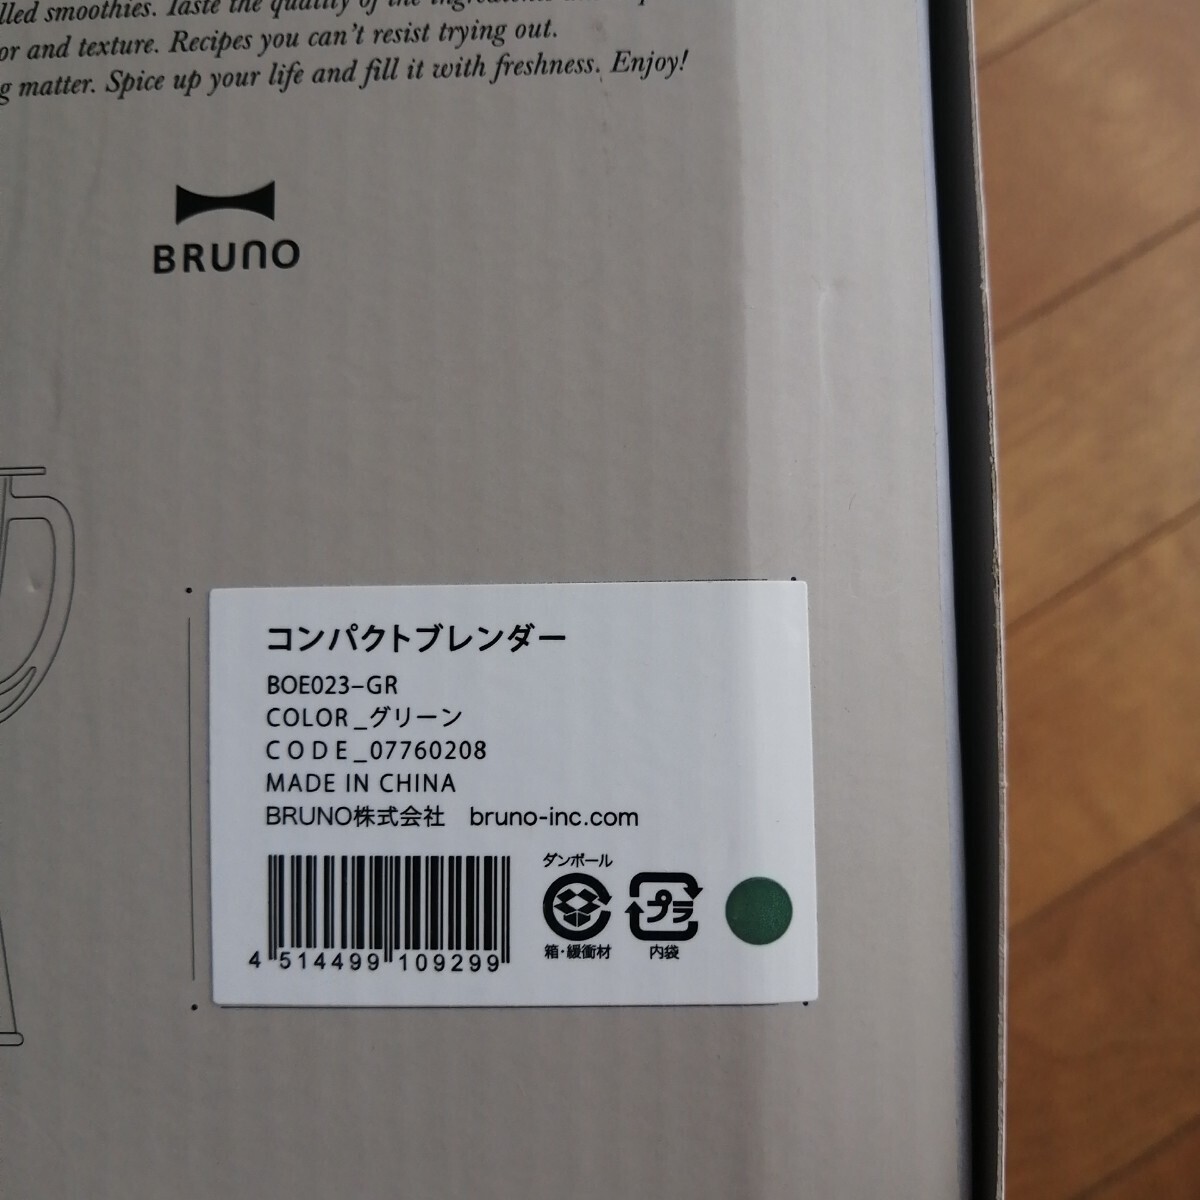 lled smoothies. Taste the quality of the
or and texture. Recipes you can't resist trying out.
g matter. Spice up your life and fill it with freshness. Enjoy!
BRUNO
コンパクトブレンダー
BOE023-GR
COLOR_グリーン
CODE_07760208
MADE IN CHINA
BRUNO株式会社 bruno-inc.com
ダンボール
プラ
箱・緩衝材 内袋
4 514499 109299